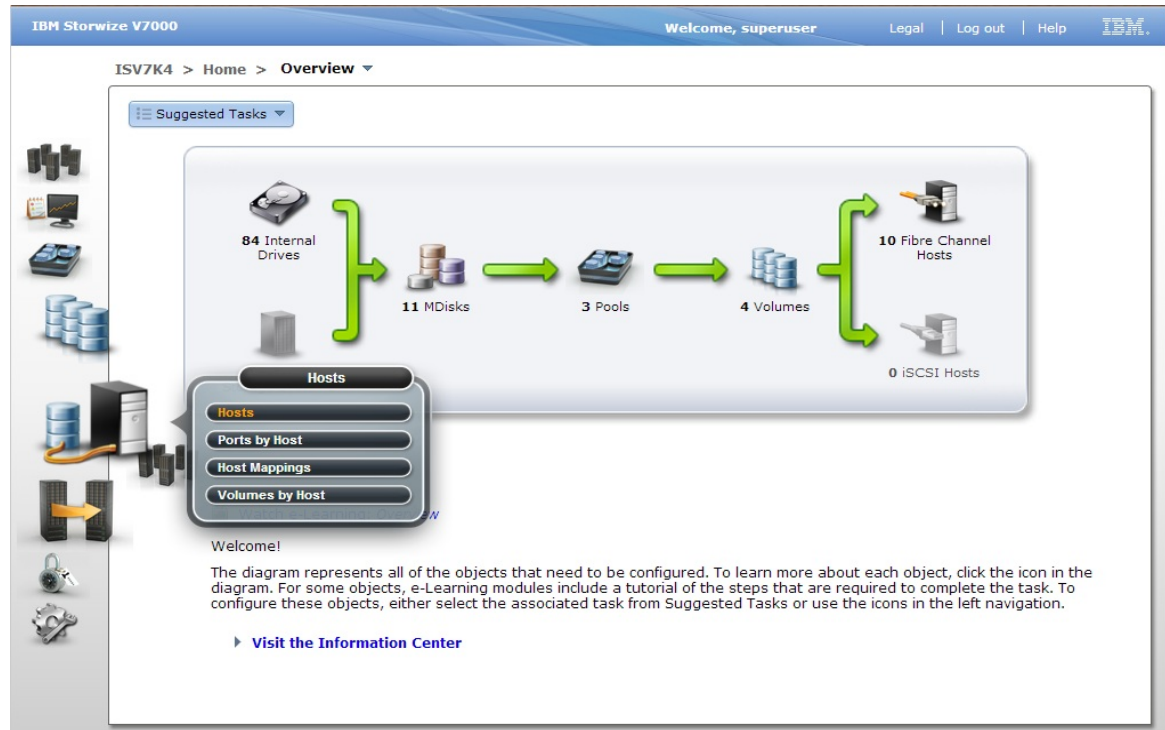 IBM Storwize V7000
Welcome, superuser
Legal | Log out | Help
IBM.
ISV7K4 > Home > Overview
Suggested Tasks
84 Internal
Drives
11 MDisks
3 Pools
4 Volumes
10 Fibre Channel
Hosts
0 iSCSI Hosts
Hosts
Hosts
Ports by Host
Host Mappings
Volumes by Host
Watch e-Learning: Overview
Welcome!
The diagram represents all of the objects that need to be configured. To learn more about each object, click the icon in the
diagram. For some objects, e-Learning modules include a tutorial of the steps that are required to complete the task. To
configure these objects, either select the associated task from Suggested Tasks or use the icons in the left navigation.
Visit the Information Center